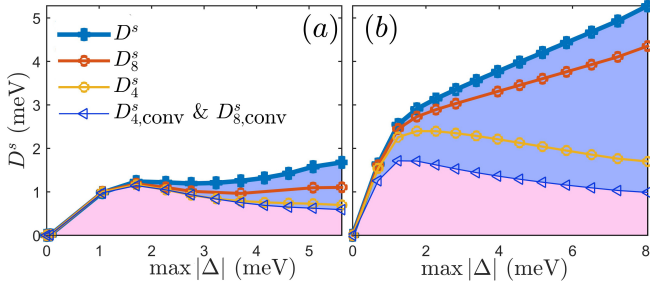 (a)
(b)
D^s
D^s_8
D^s_4
D^s_{4,conv} & D^s_{8,conv}
D^s (meV)
5
4
3
2
1
0
0 1 2 3 4 5
0 2 4 6 8
max |Δ| (meV)
max |Δ| (meV)